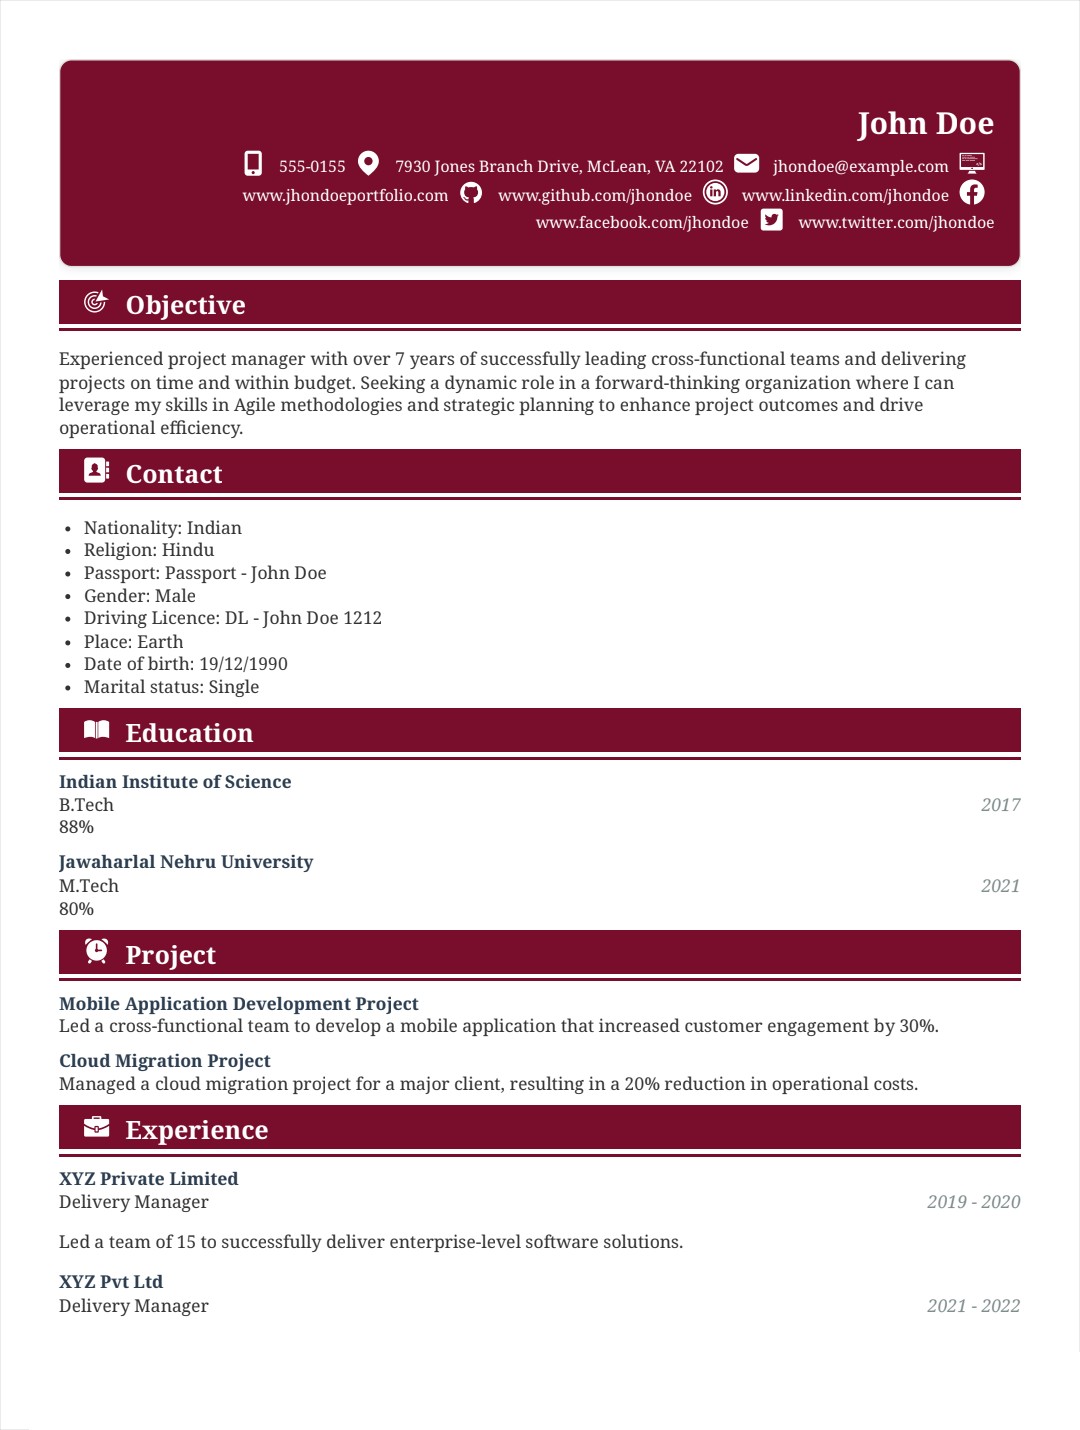 John Doe
555-0155 7930 Jones Branch Drive, McLean, VA 22102 jhondoe@example.com
www.jhondoeportfolio.com www.github.com/jhondoe www.linkedin.com/jhondoe
www.facebook.com/jhondoe www.twitter.com/jhondoe
Objective
Experienced project manager with over 7 years of successfully leading cross-functional teams and delivering
projects on time and within budget. Seeking a dynamic role in a forward-thinking organization where I can
leverage my skills in Agile methodologies and strategic planning to enhance project outcomes and drive
operational efficiency.
Contact
• Nationality: Indian
• Religion: Hindu
• Passport: Passport - John Doe
• Gender: Male
• Driving Licence: DL - John Doe 1212
• Place: Earth
• Date of birth: 19/12/1990
• Marital status: Single
Education
Indian Institute of Science
B.Tech 2017
88%
Jawaharlal Nehru University
M.Tech 2021
80%
Project
Mobile Application Development Project
Led a cross-functional team to develop a mobile application that increased customer engagement by 30%.
Cloud Migration Project
Managed a cloud migration project for a major client, resulting in a 20% reduction in operational costs.
Experience
XYZ Private Limited
Delivery Manager 2019 - 2020
Led a team of 15 to successfully deliver enterprise-level software solutions.
XYZ Pvt Ltd
Delivery Manager 2021 - 2022